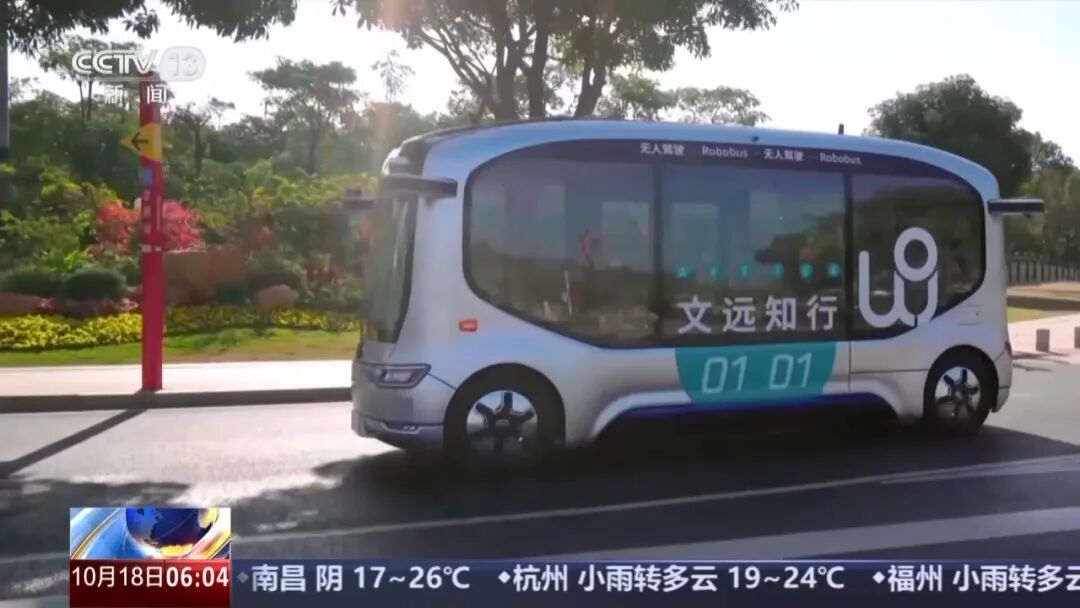 CCTV 13
新闻
无人驾驶 Robobus 无人驾驶 Robobus
文远知行
01 01
10月18日06:04
南昌 阴 17~26℃ 杭州 小雨转多云 19~24℃ 福州 小雨转多云